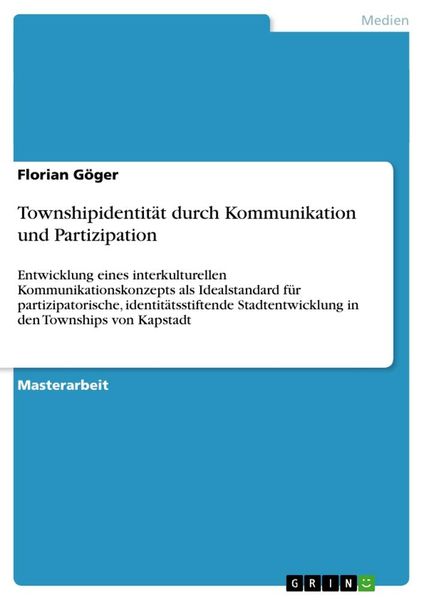 Medien
Florian Göger
Townshipidentität durch Kommunikation
und Partizipation
Entwicklung eines interkulturellen
Kommunikationskonzepts als Idealstandard für
partizipatorische, identitätsstiftende Stadtentwicklung in
den Townships von Kapstadt
Masterarbeit
GRIN